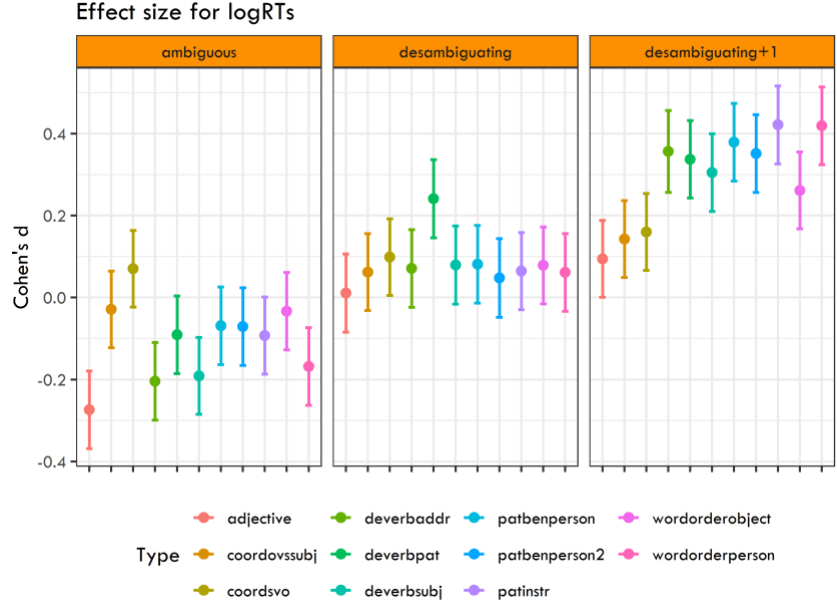 Effect size for logRTs
ambiguous
desambiguating
desambiguating+1
Cohen's d
0.4
0.2
0.0
-0.2
-0.4
Type
adjective
coordovssubj
coordsvo
deverbaddr
deverbpat
deverbsubj
patbenperson
patbenperson2
patinstr
wordorderobject
wordorderperson